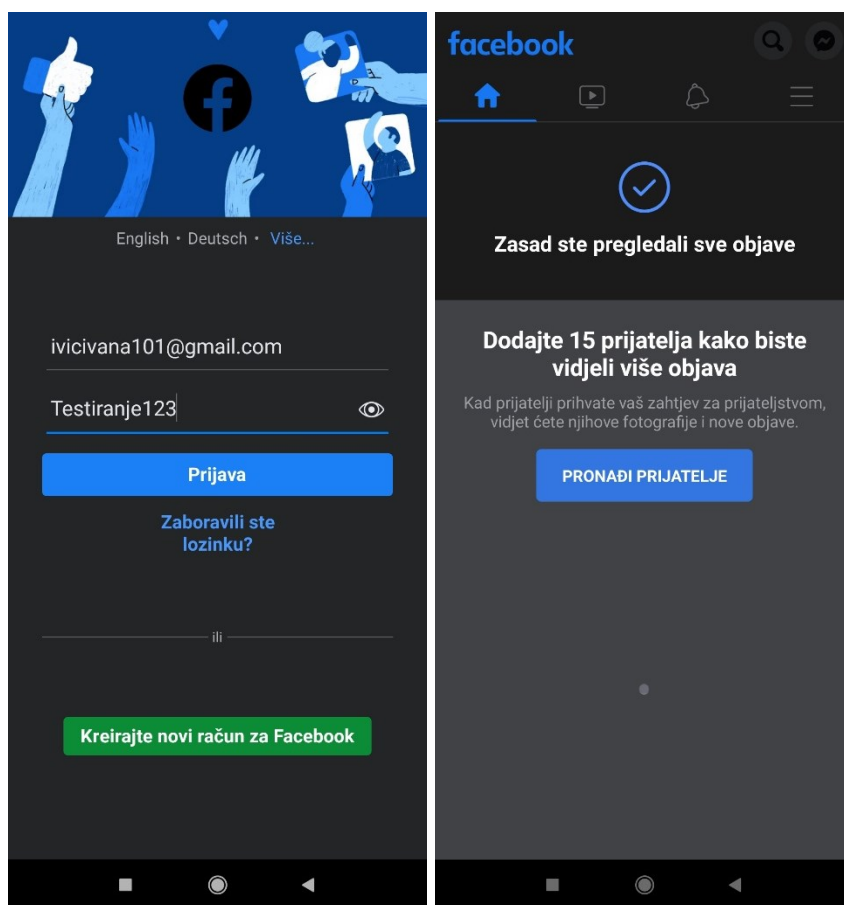 English • Deutsch • Više...
ivicivana101@gmail.com
Testiranje123
Prijava
Zaboravili ste
lozinku?
ili
Kreirajte novi račun za Facebook
facebook
Zasad ste pregledali sve objave
Dodajte 15 prijatelja kako biste
vidjeli više objava
Kad prijatelji prihvate vaš zahtjev za prijateljstvom,
vidjet ćete njihove fotografije i nove objave.
PRONAĐI PRIJATELJE